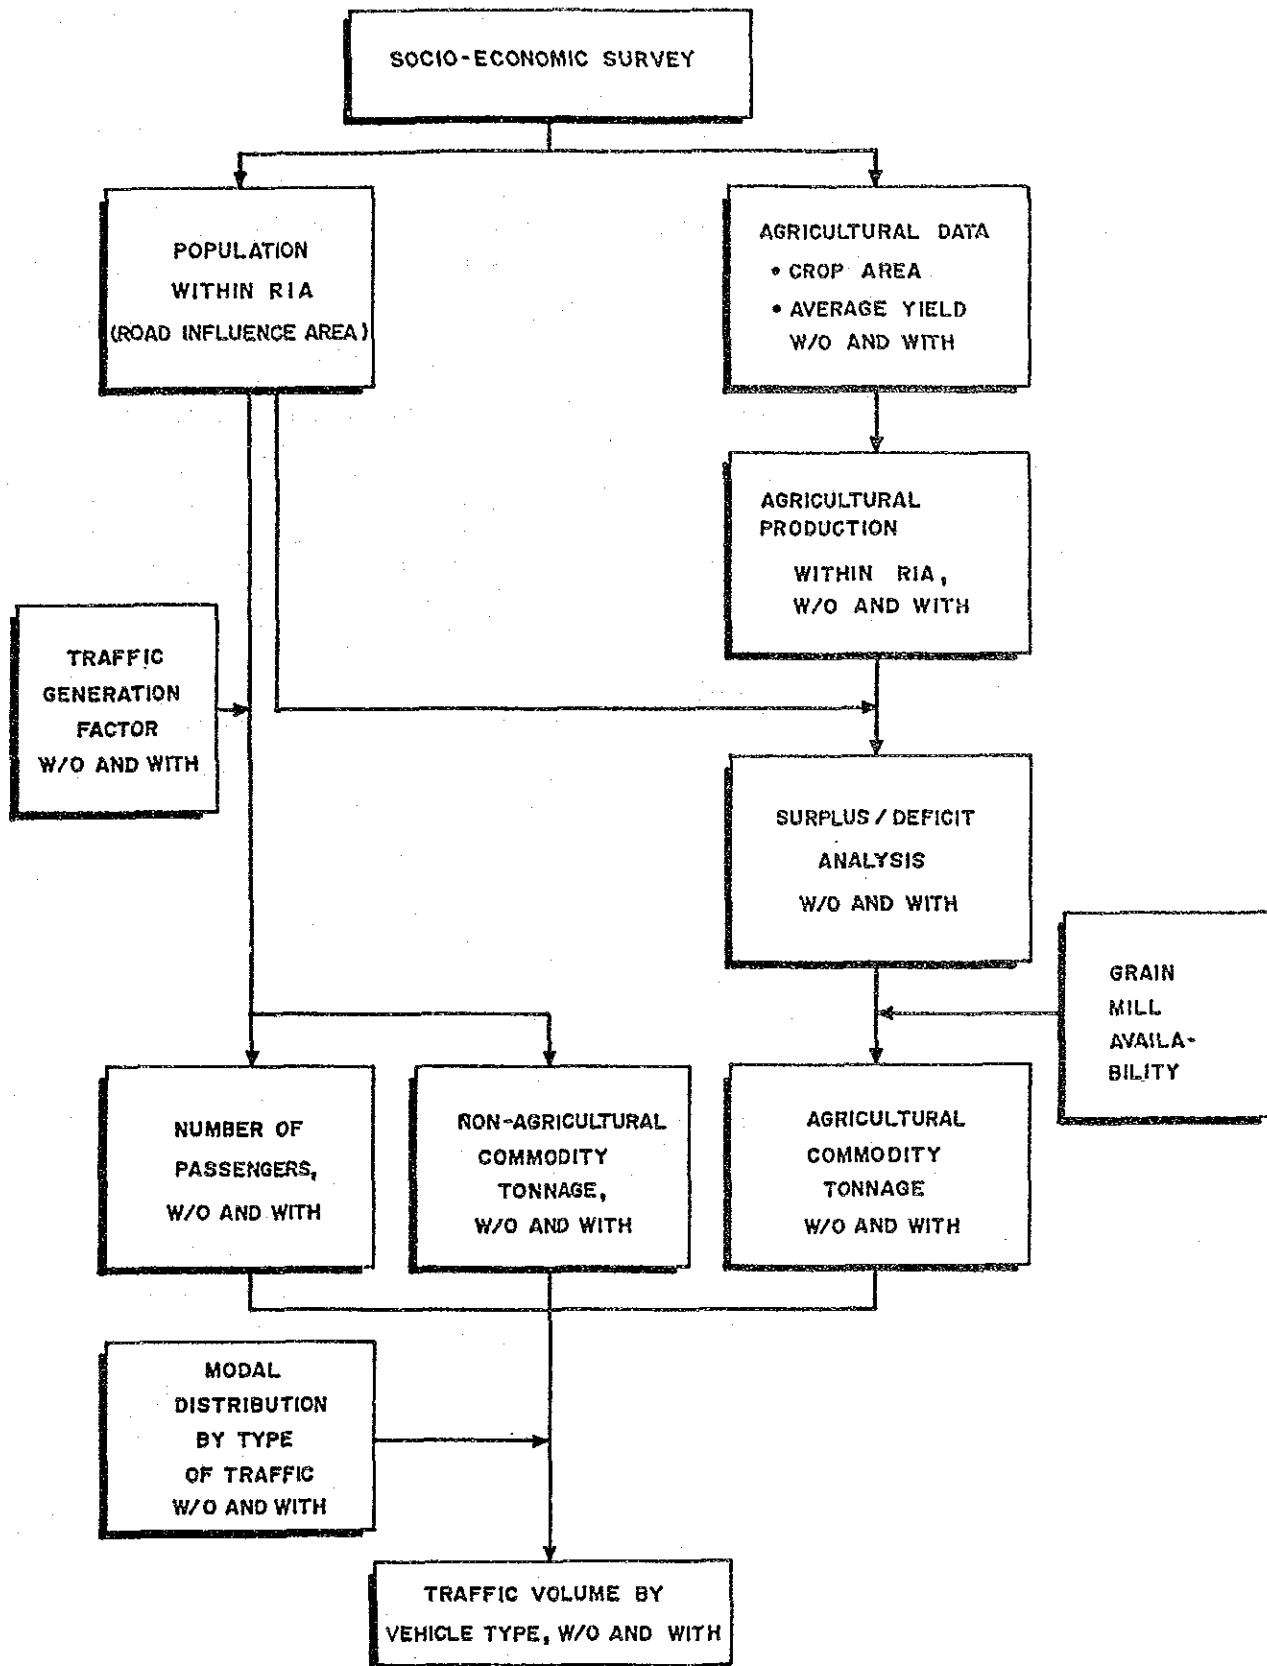 SOCIO-ECONOMIC SURVEY
POPULATION
WITHIN RIA
(ROAD INFLUENCE AREA)
AGRICULTURAL DATA
• CROP AREA
• AVERAGE YIELD
W/O AND WITH
AGRICULTURAL
PRODUCTION
WITHIN RIA,
W/O AND WITH
TRAFFIC
GENERATION
FACTOR
W/O AND WITH
SURPLUS/DEFICIT
ANALYSIS
W/O AND WITH
GRAIN
MILL
AVAILA-
BILITY
NUMBER OF
PASSENGERS,
W/O AND WITH
NON-AGRICULTURAL
COMMODITY
TONNAGE,
W/O AND WITH
AGRICULTURAL
COMMODITY
TONNAGE
W/O AND WITH
MODAL
DISTRIBUTION
BY TYPE
OF TRAFFIC
W/O AND WITH
TRAFFIC VOLUME BY
VEHICLE TYPE, W/O AND WITH